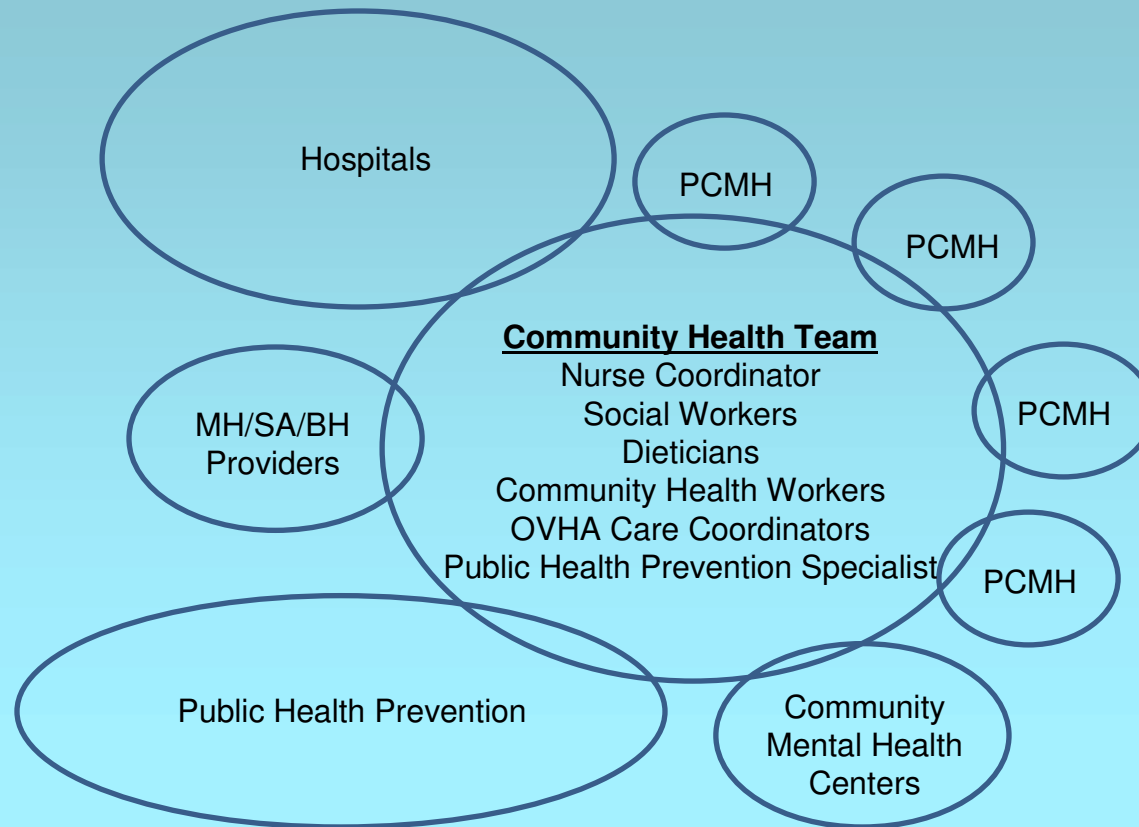 Hospitals
PCMH
PCMH
Community Health Team
Nurse Coordinator
Social Workers
Dieticians
Community Health Workers
OVHA Care Coordinators
Public Health Prevention Specialist
MH/SA/BH
Providers
PCMH
PCMH
Public Health Prevention
Community
Mental Health
Centers